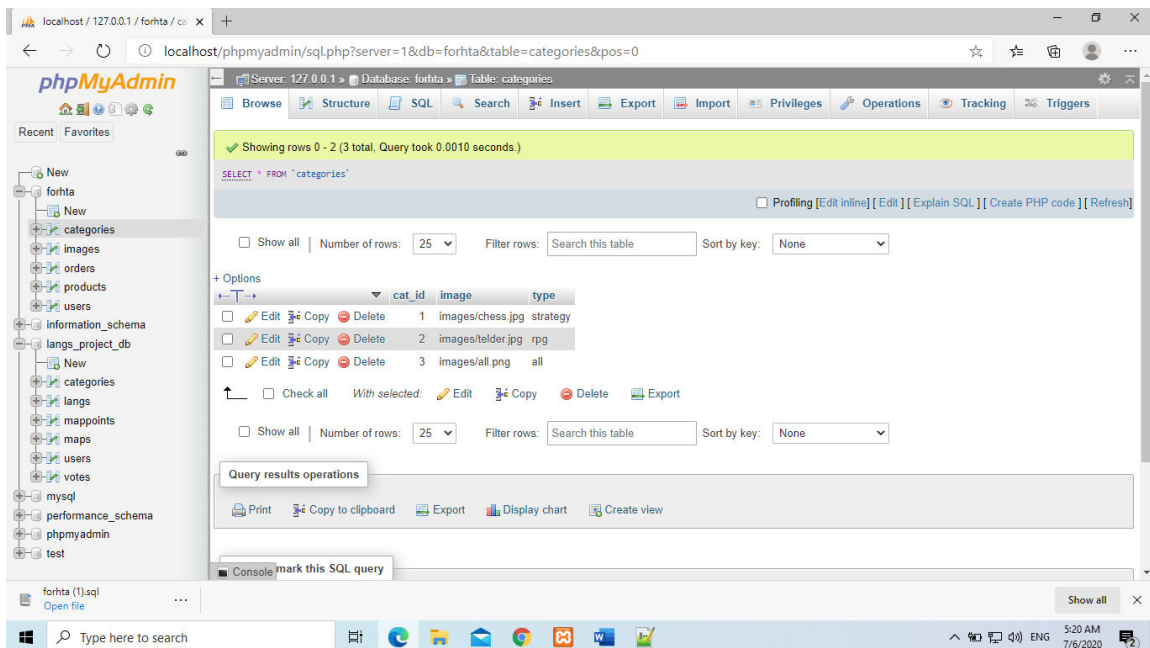 localhost / 127.0.0.1 / forhta / ca
localhost/phpmyadmin/sql.php?server=1&db=forhta&table=categories&pos=0
phpMyAdmin
Recent Favorites
New
forhta
New
categories
images
orders
products
users
information_schema
langs_project_db
New
categories
langs
mappoints
maps
users
votes
mysql
performance_schema
phpmyadmin
test
Server: 127.0.0.1 » Database: forhta » Table: categories
Browse Structure SQL Search Insert Export Import Privileges Operations Tracking Triggers
Showing rows 0 - 2 (3 total, Query took 0.0010 seconds.)
SELECT * FROM `categories`
Profiling [Edit inline] [ Edit ] [ Explain SQL ] [ Create PHP code ] [ Refresh]
Show all | Number of rows: 25 Filter rows: Search this table Sort by key: None
+ Options
cat_id image type
Edit Copy Delete 1 images/chess.jpg strategy
Edit Copy Delete 2 images/telder.jpg rpg
Edit Copy Delete 3 images/all.png all
Check all With selected: Edit Copy Delete Export
Show all | Number of rows: 25 Filter rows: Search this table Sort by key: None
Query results operations
Print Copy to clipboard Export Display chart Create view
Console mark this SQL query
forhta (1).sql
Open file
Show all
Type here to search
ENG
5:20 AM
7/6/2020
2